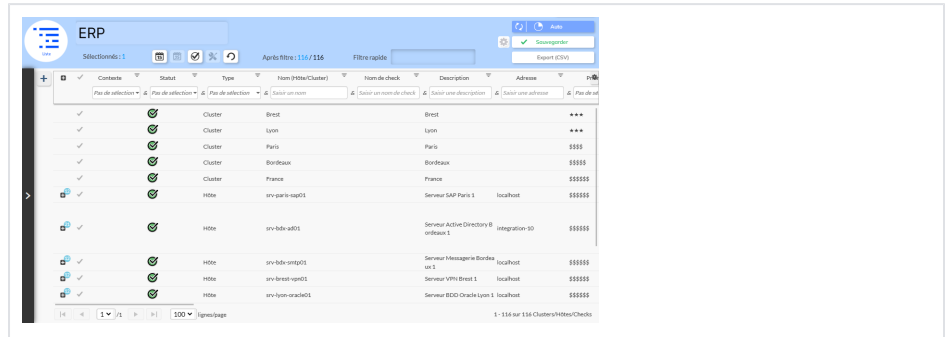 ERP
Auto
Liste
Sauvegarder
Sélectionnés : 1
Après filtre : 116 / 116
Filtre rapide
Export (CSV)
Contexte Statut Type Nom (Hôte/Cluster) Nom de check Description Adresse
Pas de sélection & Pas de sélection & Pas de sélection & Saisir un nom & Saisir un nom de check & Saisir une description & Saisir une adresse & Pas de sé
Cluster Brest Brest ★★★
Cluster Lyon Lyon ★★★
Cluster Paris Paris $$$$
Cluster Bordeaux Bordeaux $$$$$
Cluster France France $$$$$$
Hôte srv-paris-sap01 Serveur SAP Paris 1 localhost $$$$$$
Serveur Active Directory B
Hôte srv-bdx-ad01 ordeaux 1 integration-10 $$$$$$
Serveur Messagerie Bordea
Hôte srv-bdx-smtp01 ux 1 localhost $$$$$$
Hôte srv-brest-vpn01 Serveur VPN Brest 1 localhost $$$$$$
Hôte srv-lyon-oracle01 Serveur BDD Oracle Lyon 1 localhost $$$$$$
1 /1 100 lignes/page
1 - 116 sur 116 Clusters/Hôtes/Checks